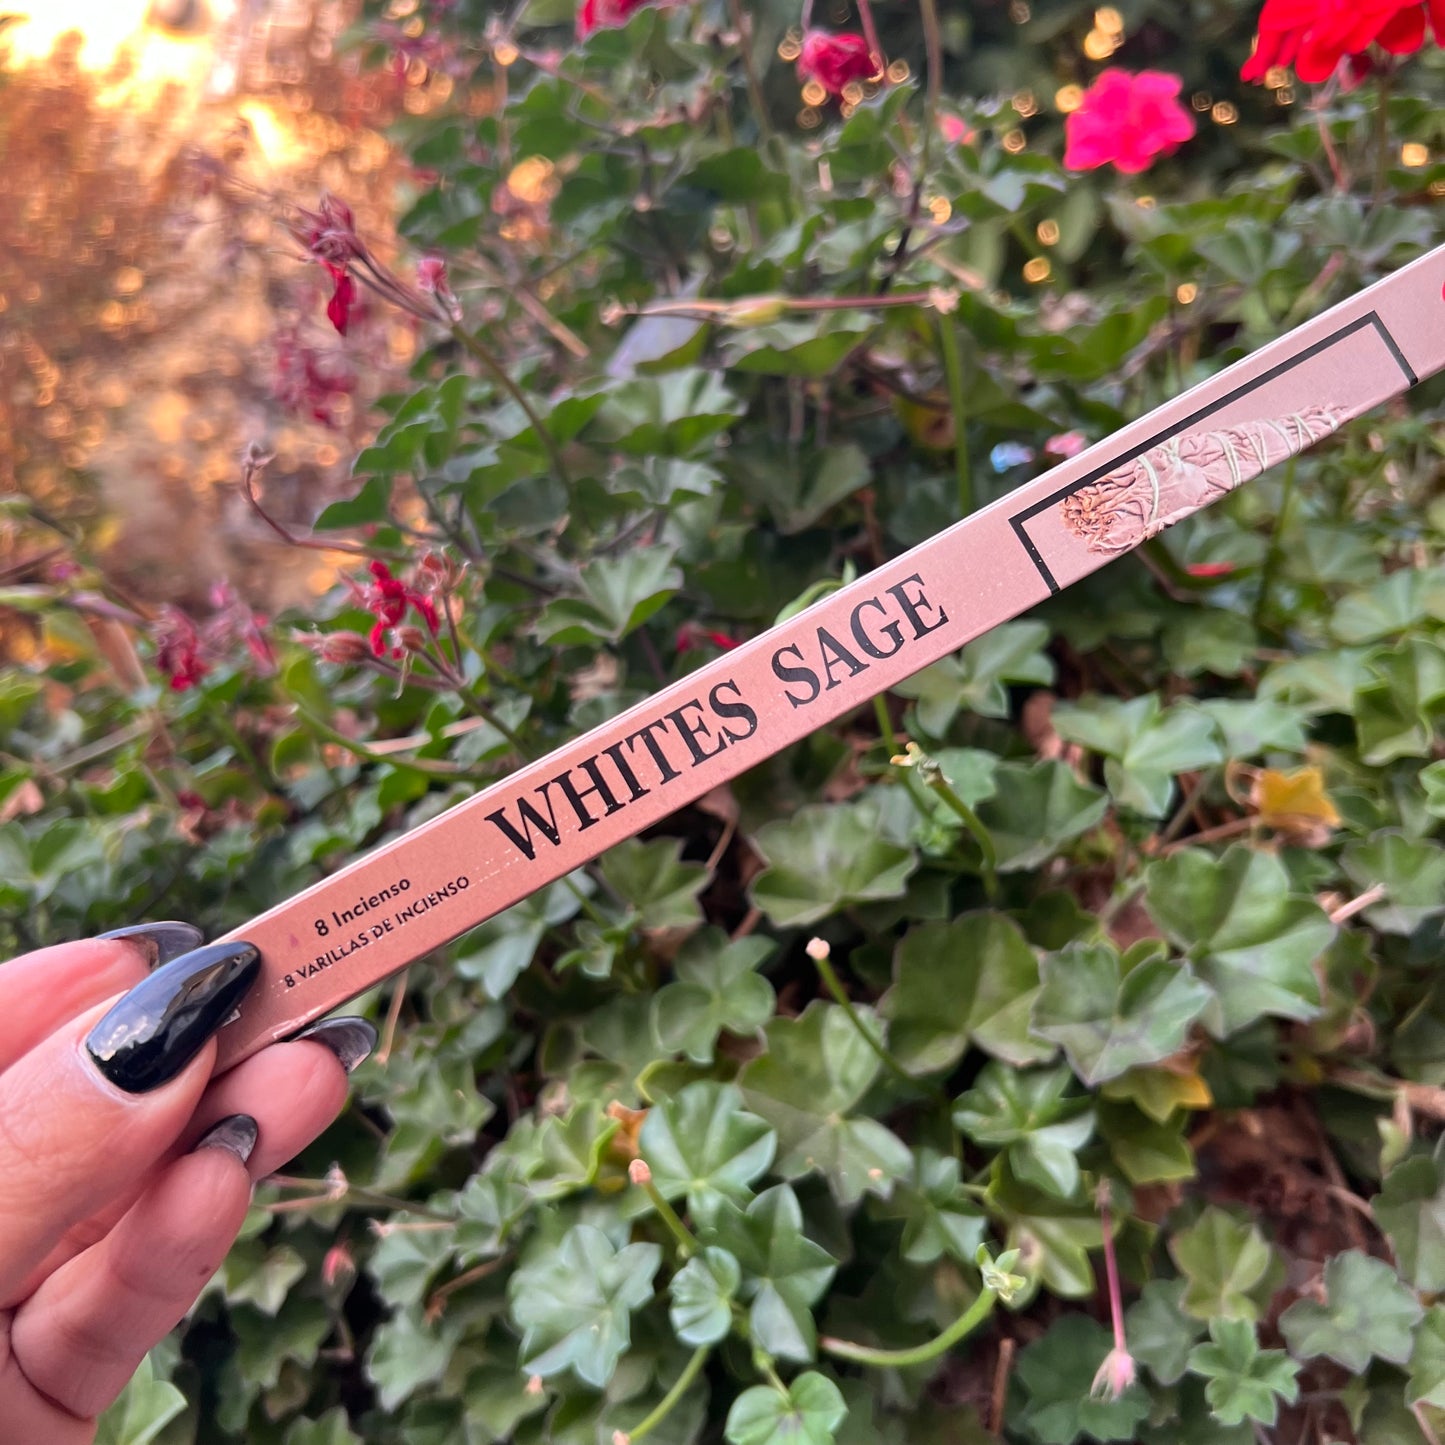 WHITES SAGE
8 Incienso
8 VARILLAS DE INCIENSO